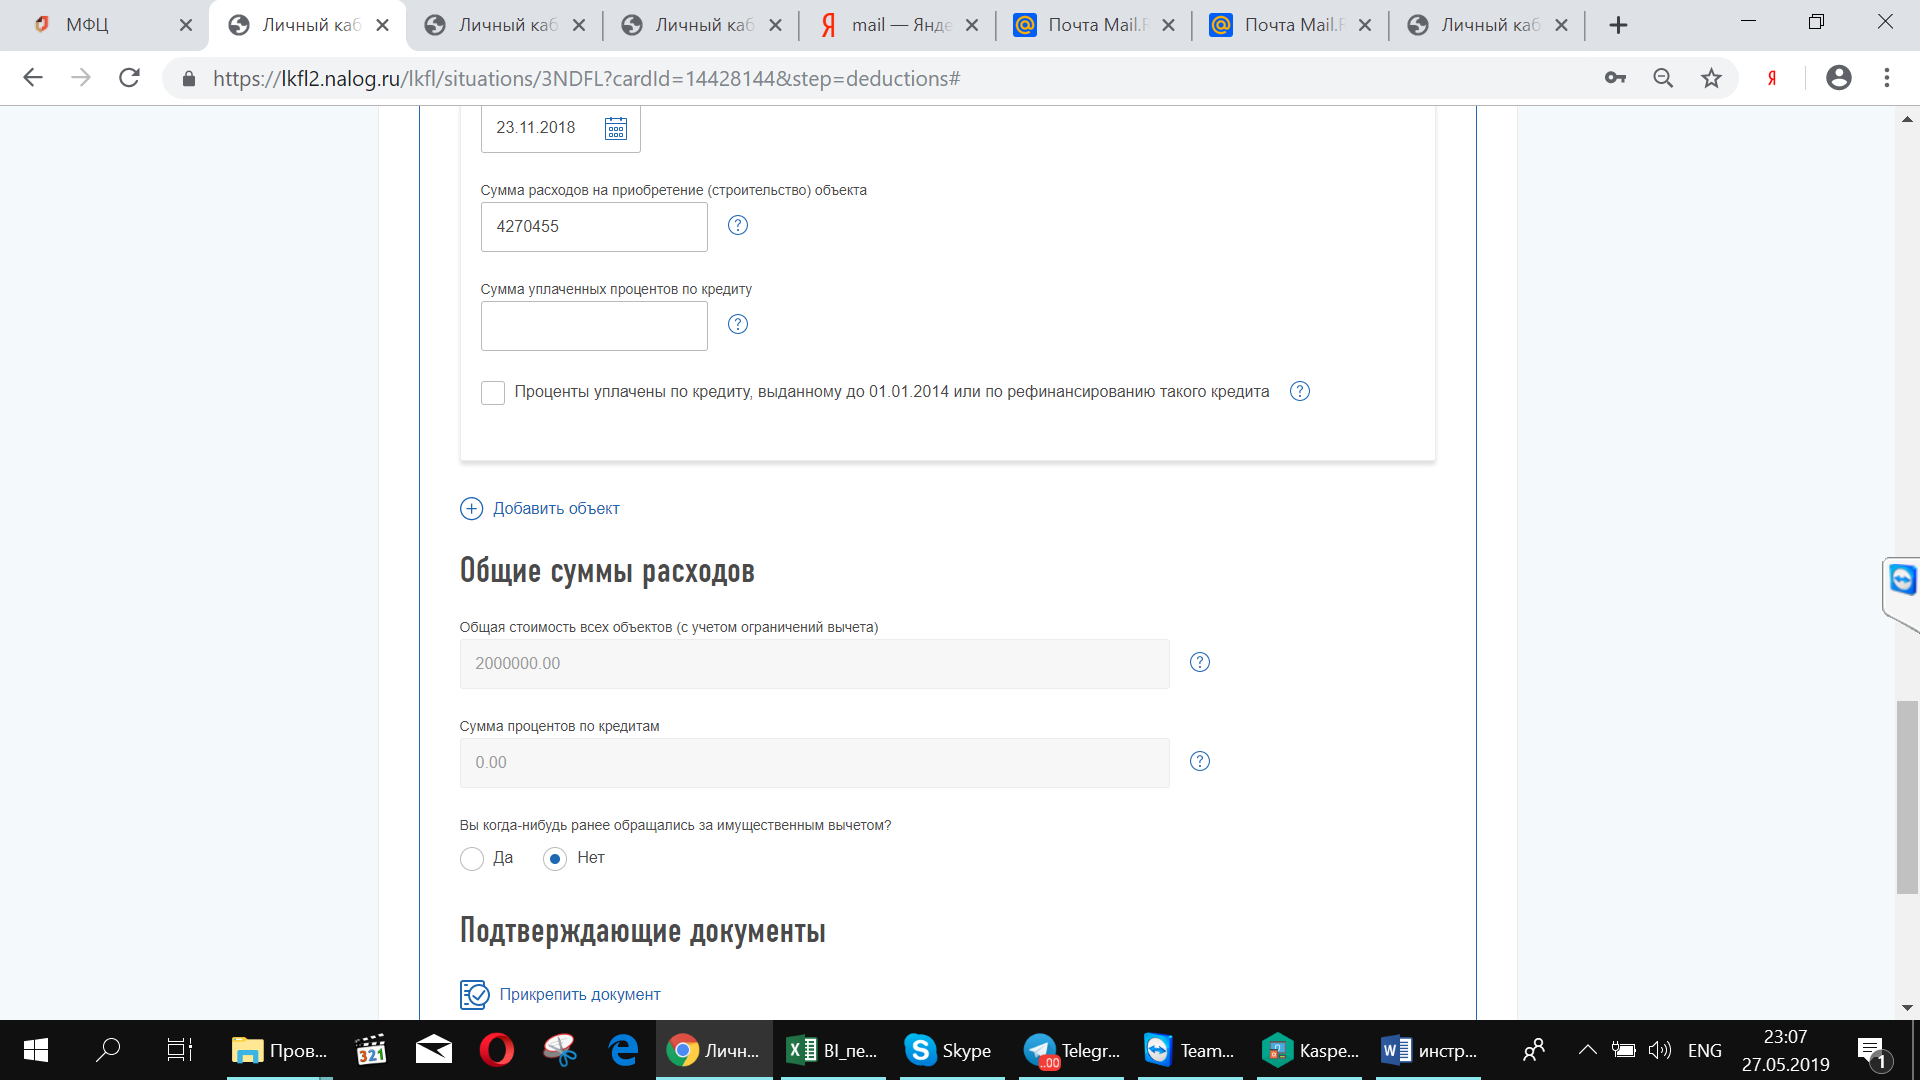 МФЦ
Личный каб
Личный каб
Личный каб
Я mail — Янде
Почта Mail.R
Почта Mail.R
Личный каб
https://lkfl2.nalog.ru/lkfl/situations/3NDFL?cardId=14428144&step=deductions#
Я
23.11.2018
Сумма расходов на приобретение (строительство) объекта
4270455
?
Сумма уплаченных процентов по кредиту
?
Проценты уплачены по кредиту, выданному до 01.01.2014 или по рефинансированию такого кредита
?
Добавить объект
Общие суммы расходов
Общая стоимость всех объектов (с учетом ограничений вычета)
2000000.00
?
Сумма процентов по кредитам
0.00
?
Вы когда-нибудь ранее обращались за имущественным вычетом?
Да
Нет
Подтверждающие документы
Прикрепить документ
Пров...
321
Личн...
BI_пе...
Skype
.00
Telegr...
Team...
Kaspe...
инстр...
ENG
23:07
27.05.2019
1